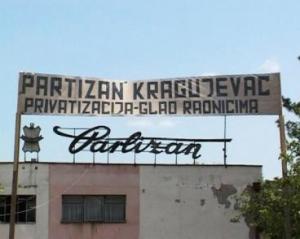 PARTIZAN KRAGUJEVAC
PRIVATIZACIJA-GLAD RADNICIMA
Partizan